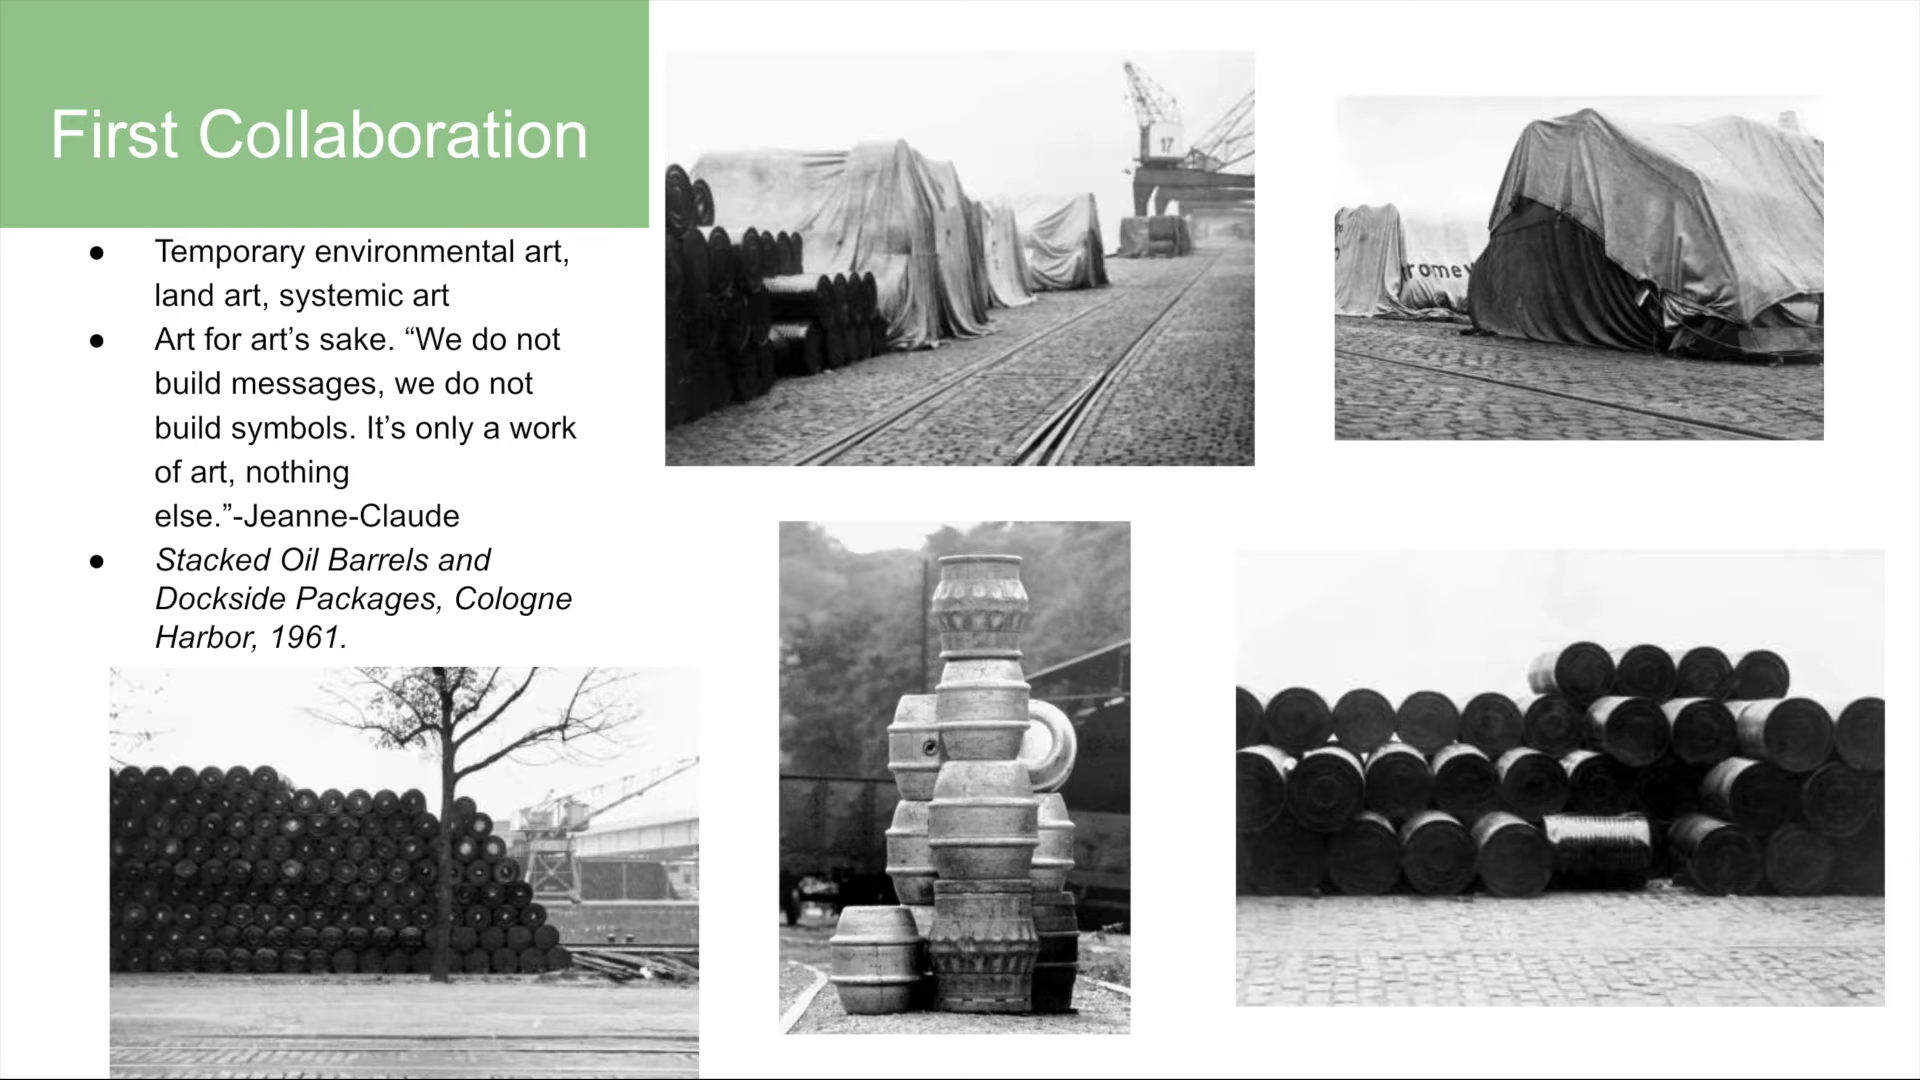 First Collaboration
● Temporary environmental art,
land art, systemic art
● Art for art’s sake. “We do not
build messages, we do not
build symbols. It’s only a work
of art, nothing
else.”-Jeanne-Claude
● Stacked Oil Barrels and
Dockside Packages, Cologne
Harbor, 1961.
17